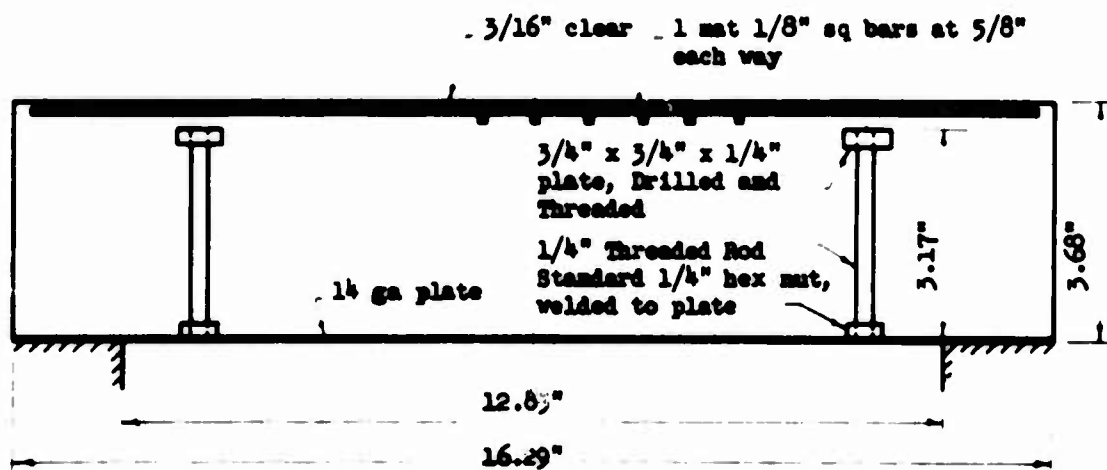 3/16" clear
1 mat 1/8" sq bars at 5/8"
each way
3/4" x 3/4" x 1/4"
plate, Drilled and
Threaded
1/4" Threaded Rod
Standard 1/4" hex nut,
welded to plate
14 ga plate
3.17"
3.68"
16.29"